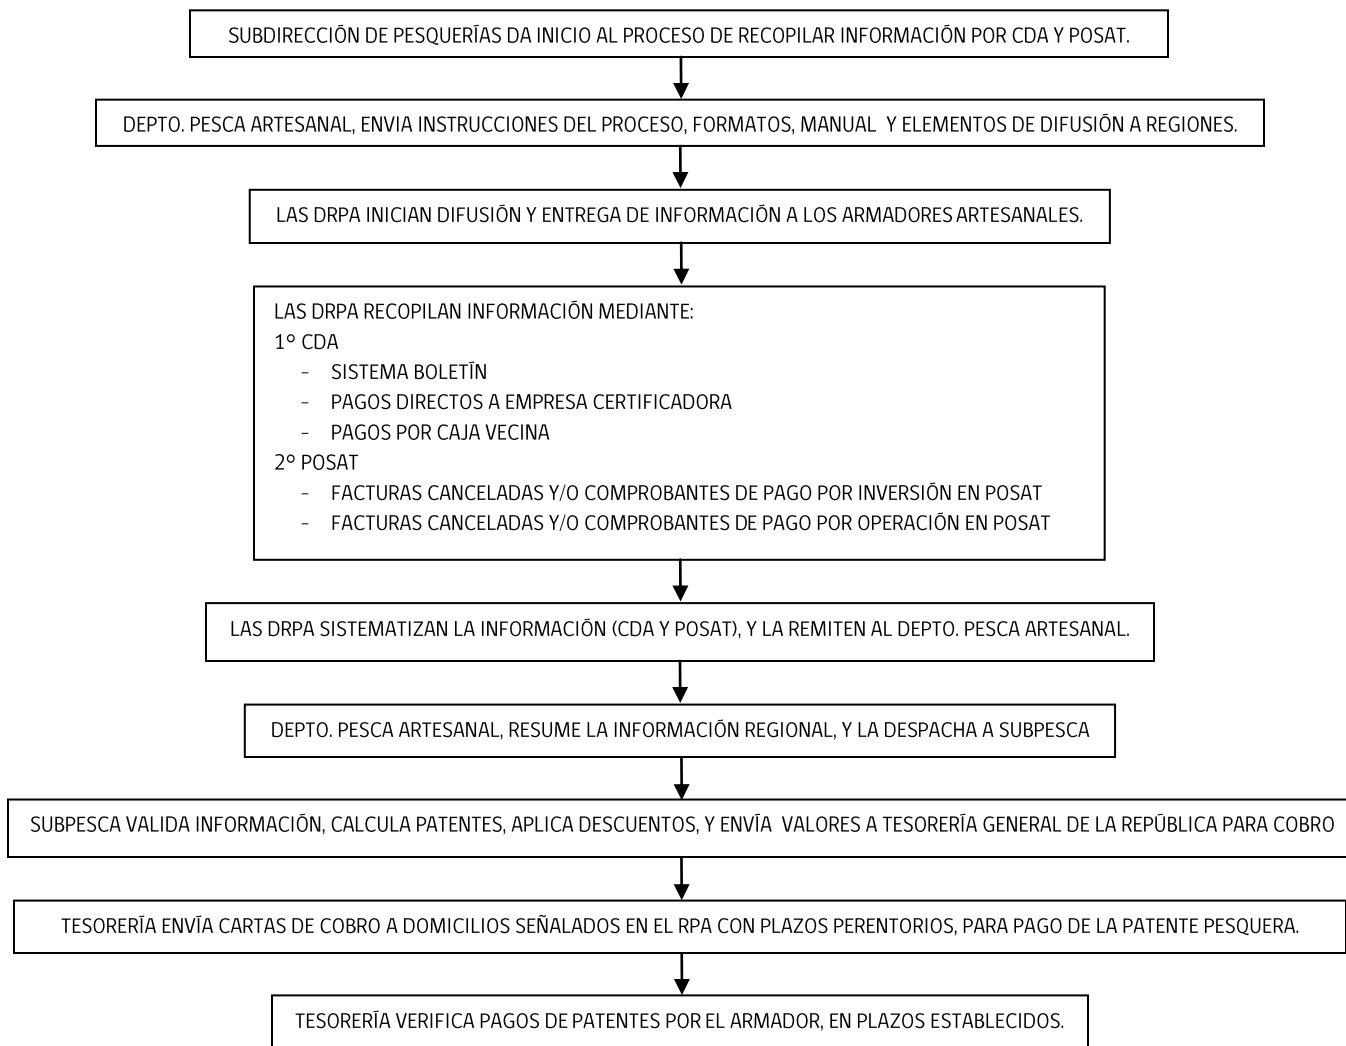 SUBDIRECCIÓN DE PESQUERÍAS DA INICIO AL PROCESO DE RECOPILAR INFORMACIÓN POR CDA Y POSAT.
DEPTO. PESCA ARTESANAL, ENVIA INSTRUCCIONES DEL PROCESO, FORMATOS, MANUAL Y ELEMENTOS DE DIFUSIÓN A REGIONES.
LAS DRPA INICIAN DIFUSIÓN Y ENTREGA DE INFORMACIÓN A LOS ARMADORES ARTESANALES.
LAS DRPA RECOPILAN INFORMACIÓN MEDIANTE:
1° CDA
- SISTEMA BOLETÍN
- PAGOS DIRECTOS A EMPRESA CERTIFICADORA
- PAGOS POR CAJA VECINA
2° POSAT
- FACTURAS CANCELADAS Y/O COMPROBANTES DE PAGO POR INVERSIÓN EN POSAT
- FACTURAS CANCELADAS Y/O COMPROBANTES DE PAGO POR OPERACIÓN EN POSAT
LAS DRPA SISTEMATIZAN LA INFORMACIÓN (CDA Y POSAT), Y LA REMITEN AL DEPTO. PESCA ARTESANAL.
DEPTO. PESCA ARTESANAL, RESUME LA INFORMACIÓN REGIONAL, Y LA DESPACHA A SUBPESCA
SUBPESCA VALIDA INFORMACIÓN, CALCULA PATENTES, APLICA DESCUENTOS, Y ENVÍA VALORES A TESORERÍA GENERAL DE LA REPÚBLICA PARA COBRO
TESORERÍA ENVÍA CARTAS DE COBRO A DOMICILIOS SEÑALADOS EN EL RPA CON PLAZOS PERENTORIOS, PARA PAGO DE LA PATENTE PESQUERA.
TESORERÍA VERIFICA PAGOS DE PATENTES POR EL ARMADOR, EN PLAZOS ESTABLECIDOS.